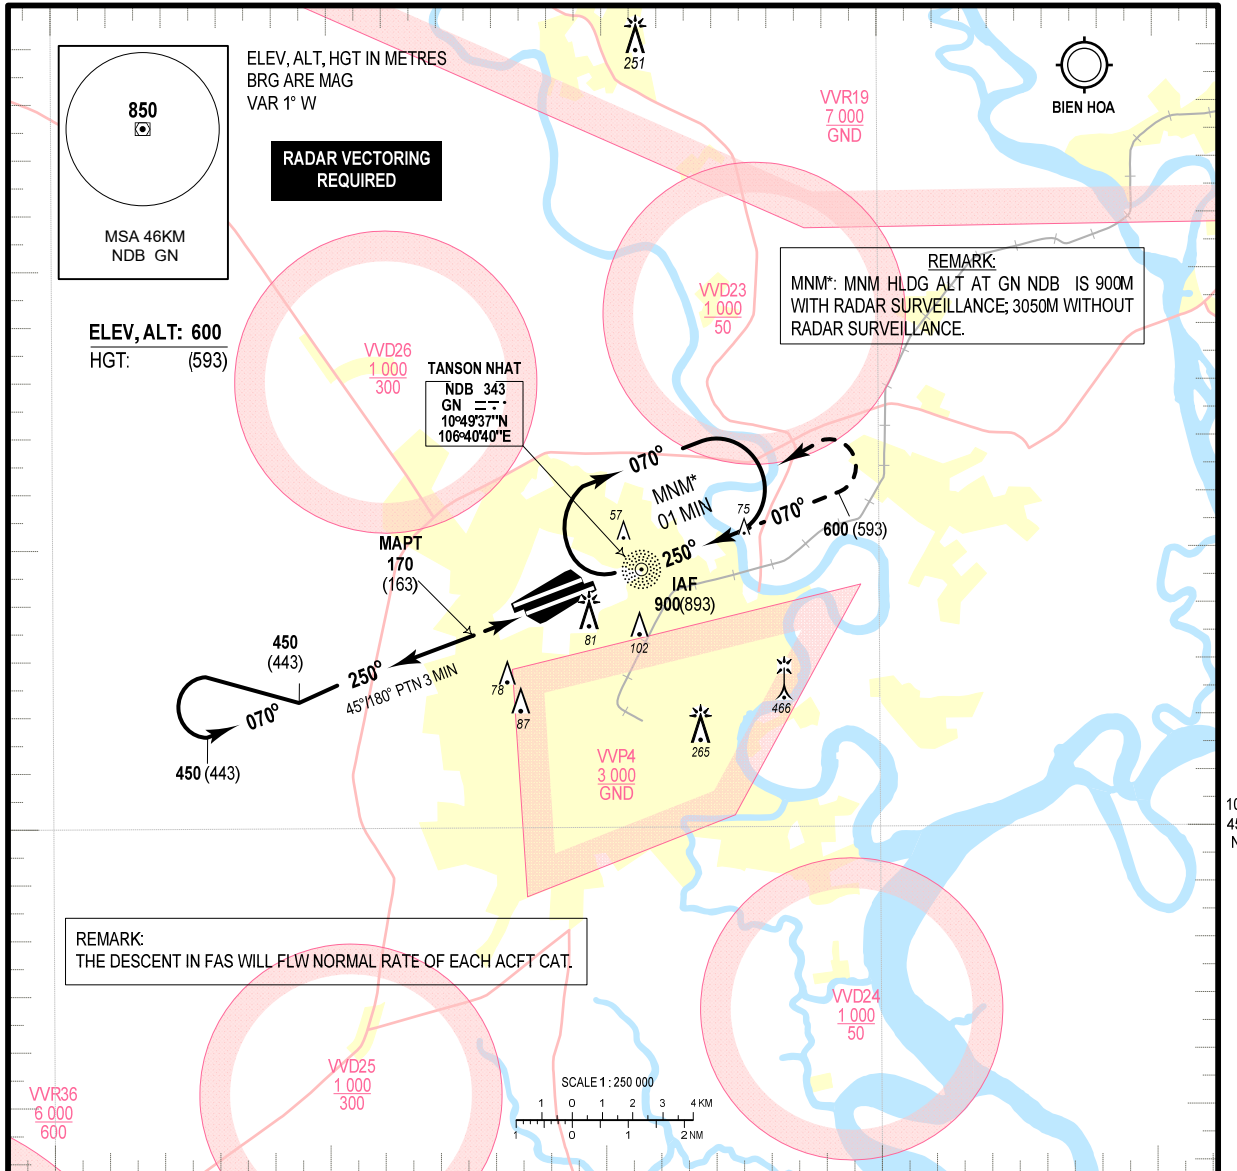 251
BIEN HOA
850
MSA 46KM
NDB GN
ELEV, ALT, HGT IN METRES
BRG ARE MAG
VAR 1° W
RADAR VECTORING
REQUIRED
VVR19
7 000
GND
REMARK:
MNM*: MNM HLDG ALT AT GN NDB IS 900M
WITH RADAR SURVEILLANCE; 3050M WITHOUT
RADAR SURVEILLANCE.
VVD23
1 000
50
ELEV, ALT: 600
HGT: (593)
VVD26
1 000
300
TANSON NHAT
NDB 343
GN
10°49'37"N
106°40'40"E
070°
MNM*
01 MIN
57
75
070°
600 (593)
250°
IAF
900(893)
MAPT
170
(163)
81
102
450
(443)
250°
45°/180° PTN 3 MIN
78
87
070°
450 (443)
466
265
VVP4
3 000
GND
10
45
N
REMARK:
THE DESCENT IN FAS WILL FLW NORMAL RATE OF EACH ACFT CAT.
VVD24
1 000
50
VVD25
1 000
300
VVR36
6 000
600
SCALE 1 : 250 000
1 0 1 2 3 4 KM
1 0 1 2 NM